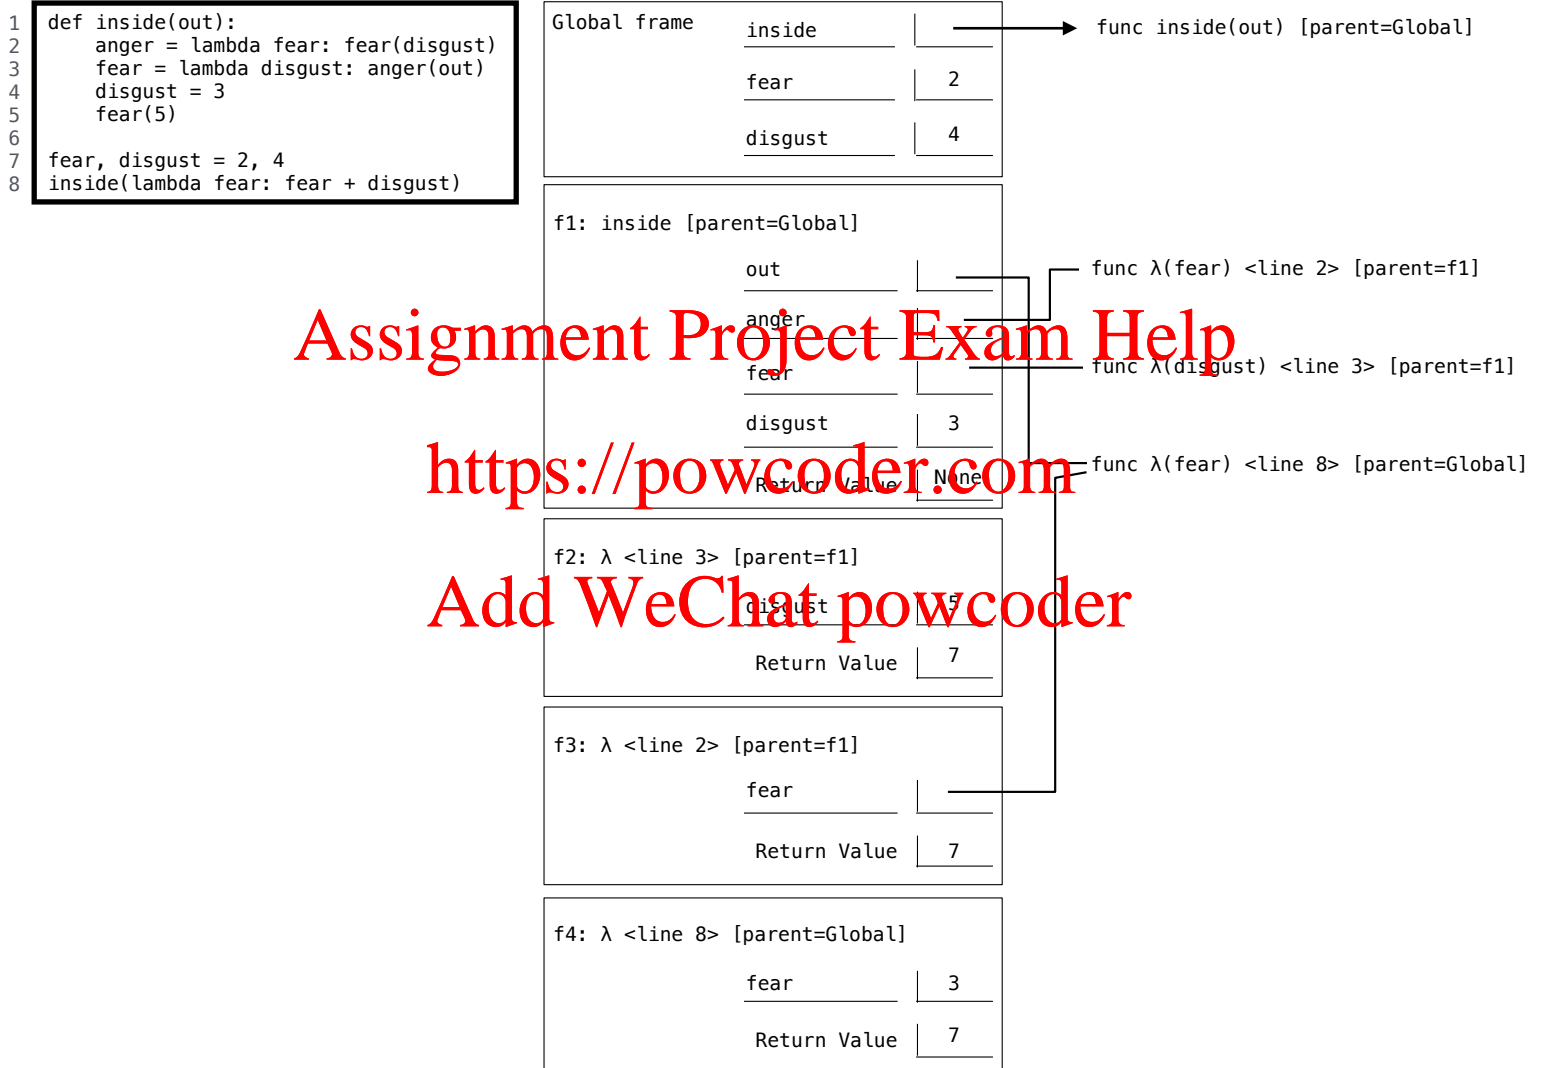 1 def inside(out):
2     anger = lambda fear: fear(disgust)
3     fear = lambda disgust: anger(out)
4     disgust = 3
5     fear(5)
6
7 fear, disgust = 2, 4
8 inside(lambda fear: fear + disgust)
Global frame
inside
func inside(out) [parent=Global]
fear 2
disgust 4
f1: inside [parent=Global]
out
func λ(fear) <line 2> [parent=f1]
anger
Assignment Project Exam Help
fear
func λ(disgust) <line 3> [parent=f1]
disgust 3
func λ(fear) <line 8> [parent=Global]
https://powcoder.com
Return Value None
f2: λ <line 3> [parent=f1]
Add WeChat powcoder
disgust 5
Return Value 7
f3: λ <line 2> [parent=f1]
fear
Return Value 7
f4: λ <line 8> [parent=Global]
fear 3
Return Value 7